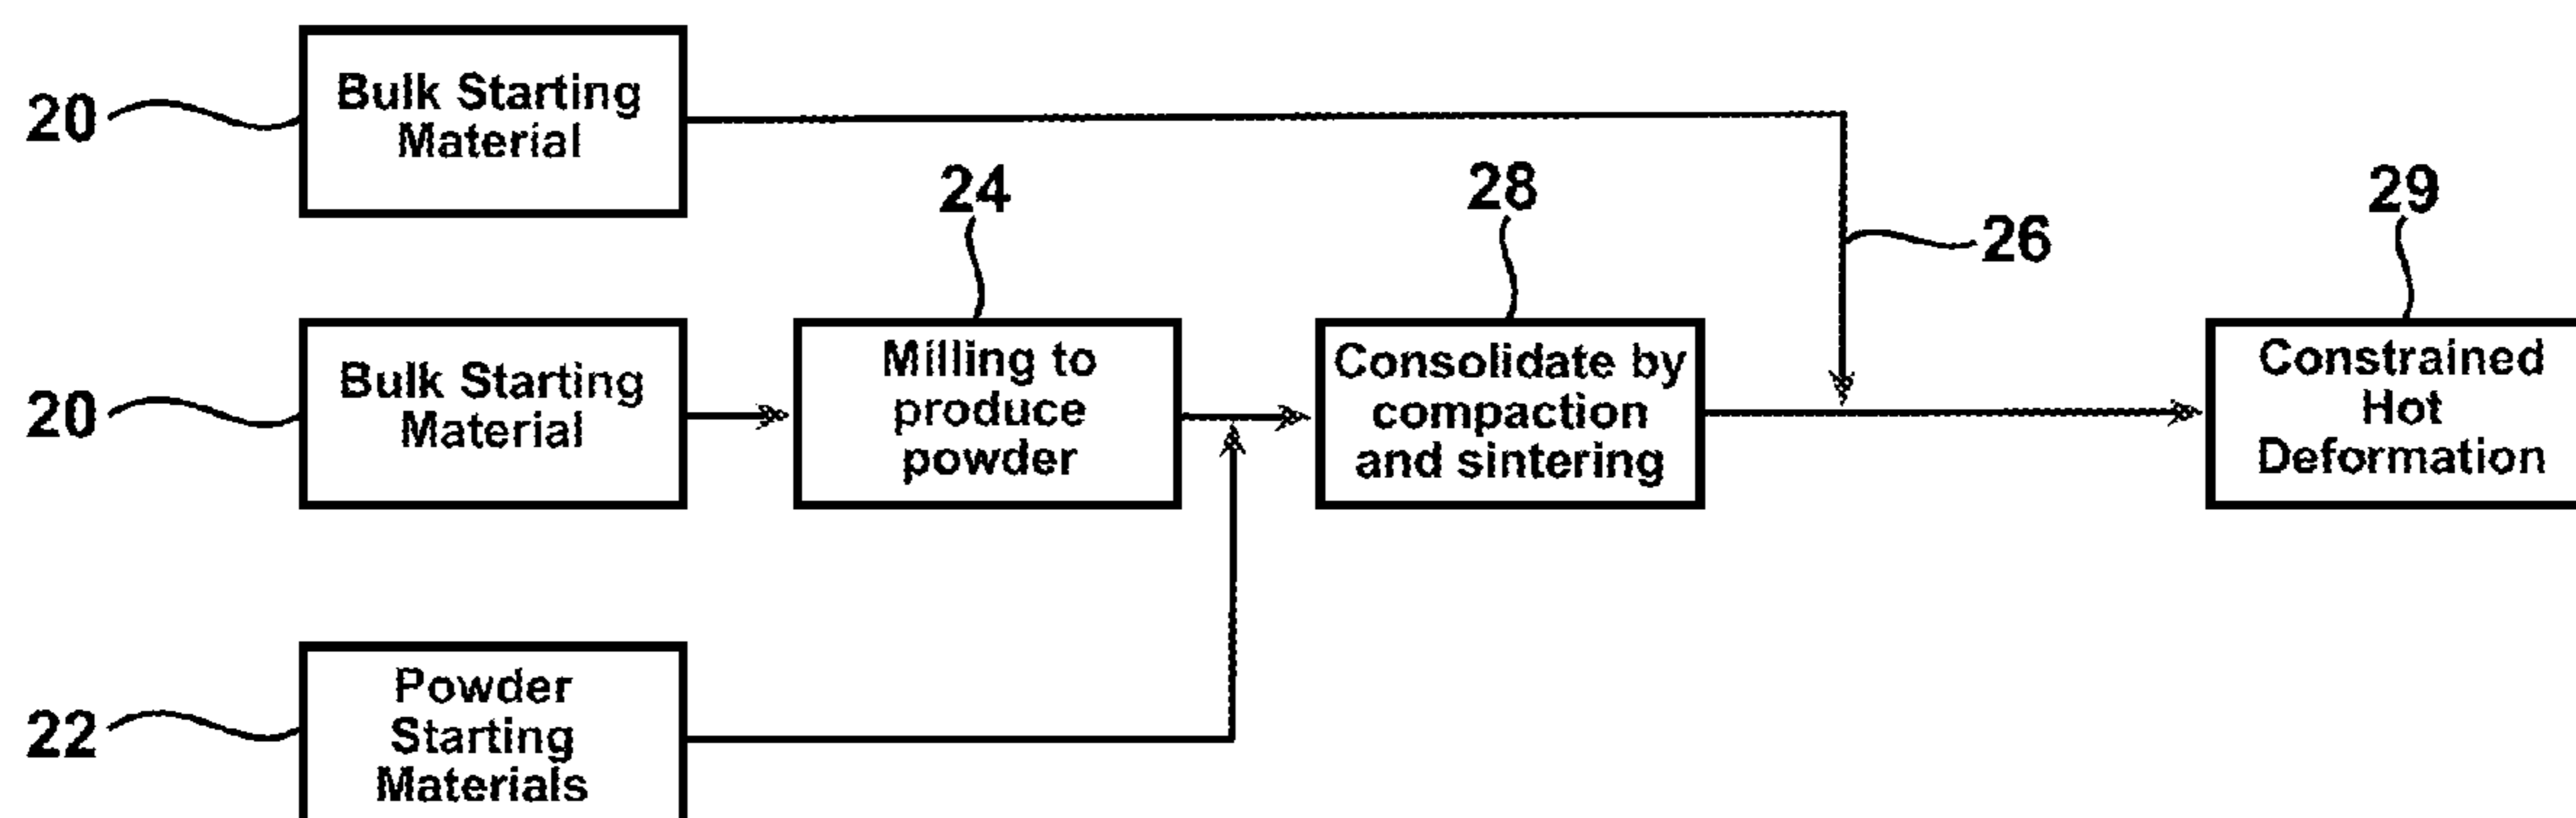 20
Bulk Starting
Material
24
28
29
26
20
Bulk Starting
Material
Milling to
produce
powder
Consolidate by
compaction
and sintering
Constrained
Hot
Deformation
22
Powder
Starting
Materials